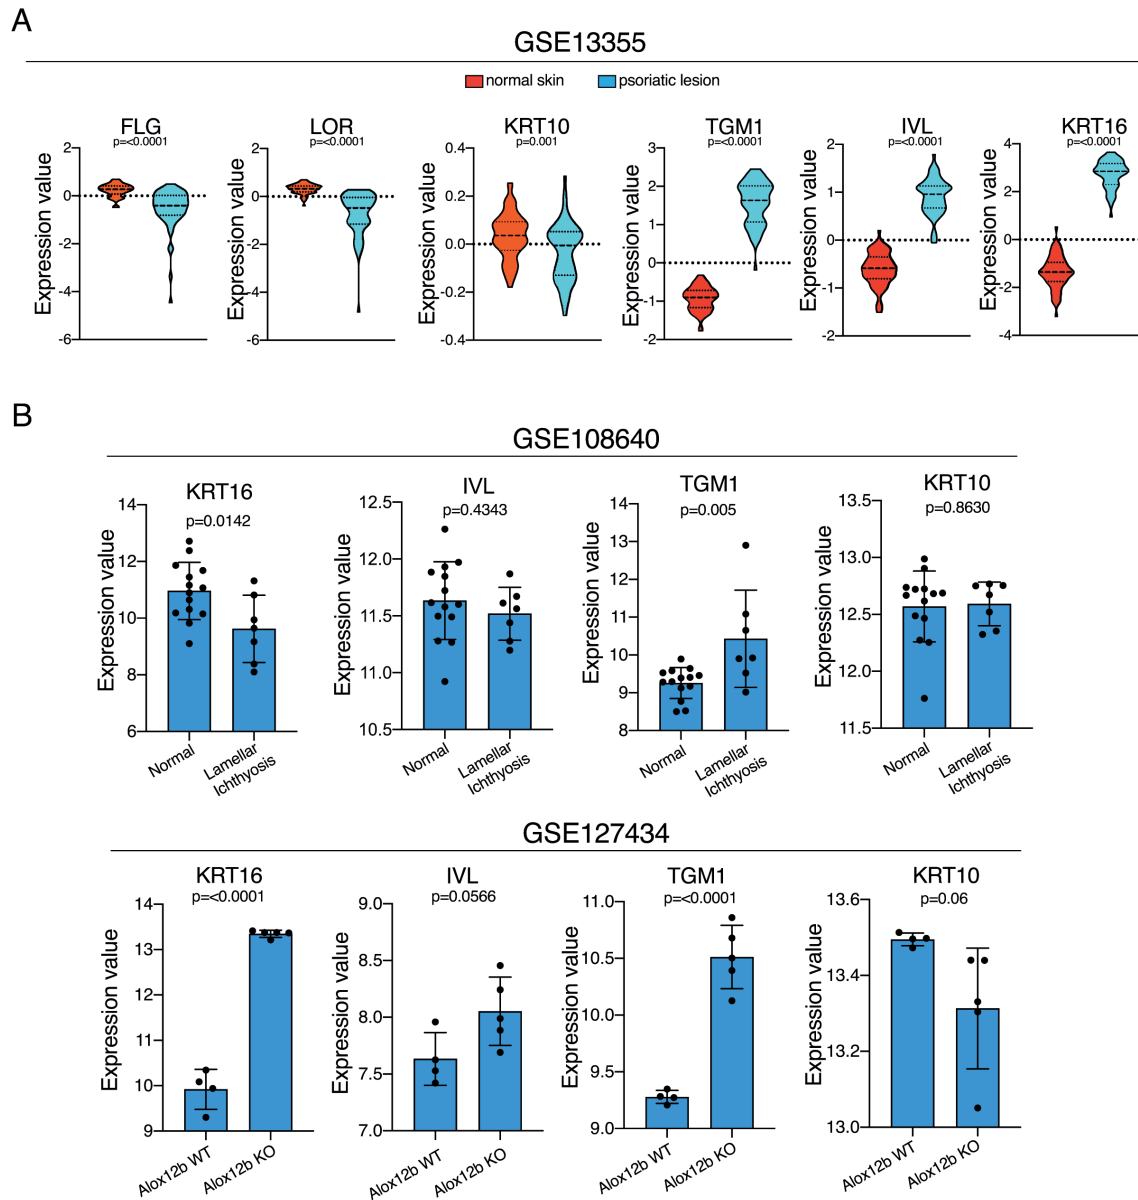 A
GSE13355
normal skin psoriatic lesion
FLG LOR KRT10 TGM1 IVL KRT16
p=<0.0001 p=<0.0001 p=0.001 p=<0.0001 p=<0.0001 p=<0.0001
Expression value
2
0
-2
-4
-6
Expression value
2
0
-2
-4
-6
Expression value
0.4
0.2
0.0
-0.2
-0.4
Expression value
3
2
1
0
-1
-2
Expression value
2
1
0
-1
-2
Expression value
4
2
0
-2
-4
B
GSE108640
KRT16
p=0.0142
Expression value
14
12
10
8
6
Normal
Lamellar
Ichthyosis
IVL
p=0.4343
Expression value
12.5
12.0
11.5
11.0
10.5
Normal
Lamellar
Ichthyosis
TGM1
p=0.005
Expression value
14
13
12
11
10
9
8
Normal
Lamellar
Ichthyosis
KRT10
p=0.8630
Expression value
13.5
13.0
12.5
12.0
11.5
Normal
Lamellar
Ichthyosis
GSE127434
KRT16
p=<0.0001
Expression value
14
13
12
11
10
9
Alox12b WT
Alox12b KO
IVL
p=0.0566
Expression value
9.0
8.5
8.0
7.5
7.0
Alox12b WT
Alox12b KO
TGM1
p=<0.0001
Expression value
11.0
10.5
10.0
9.5
9.0
Alox12b WT
Alox12b KO
KRT10
p=0.06
Expression value
13.6
13.4
13.2
13.0
Alox12b WT
Alox12b KO